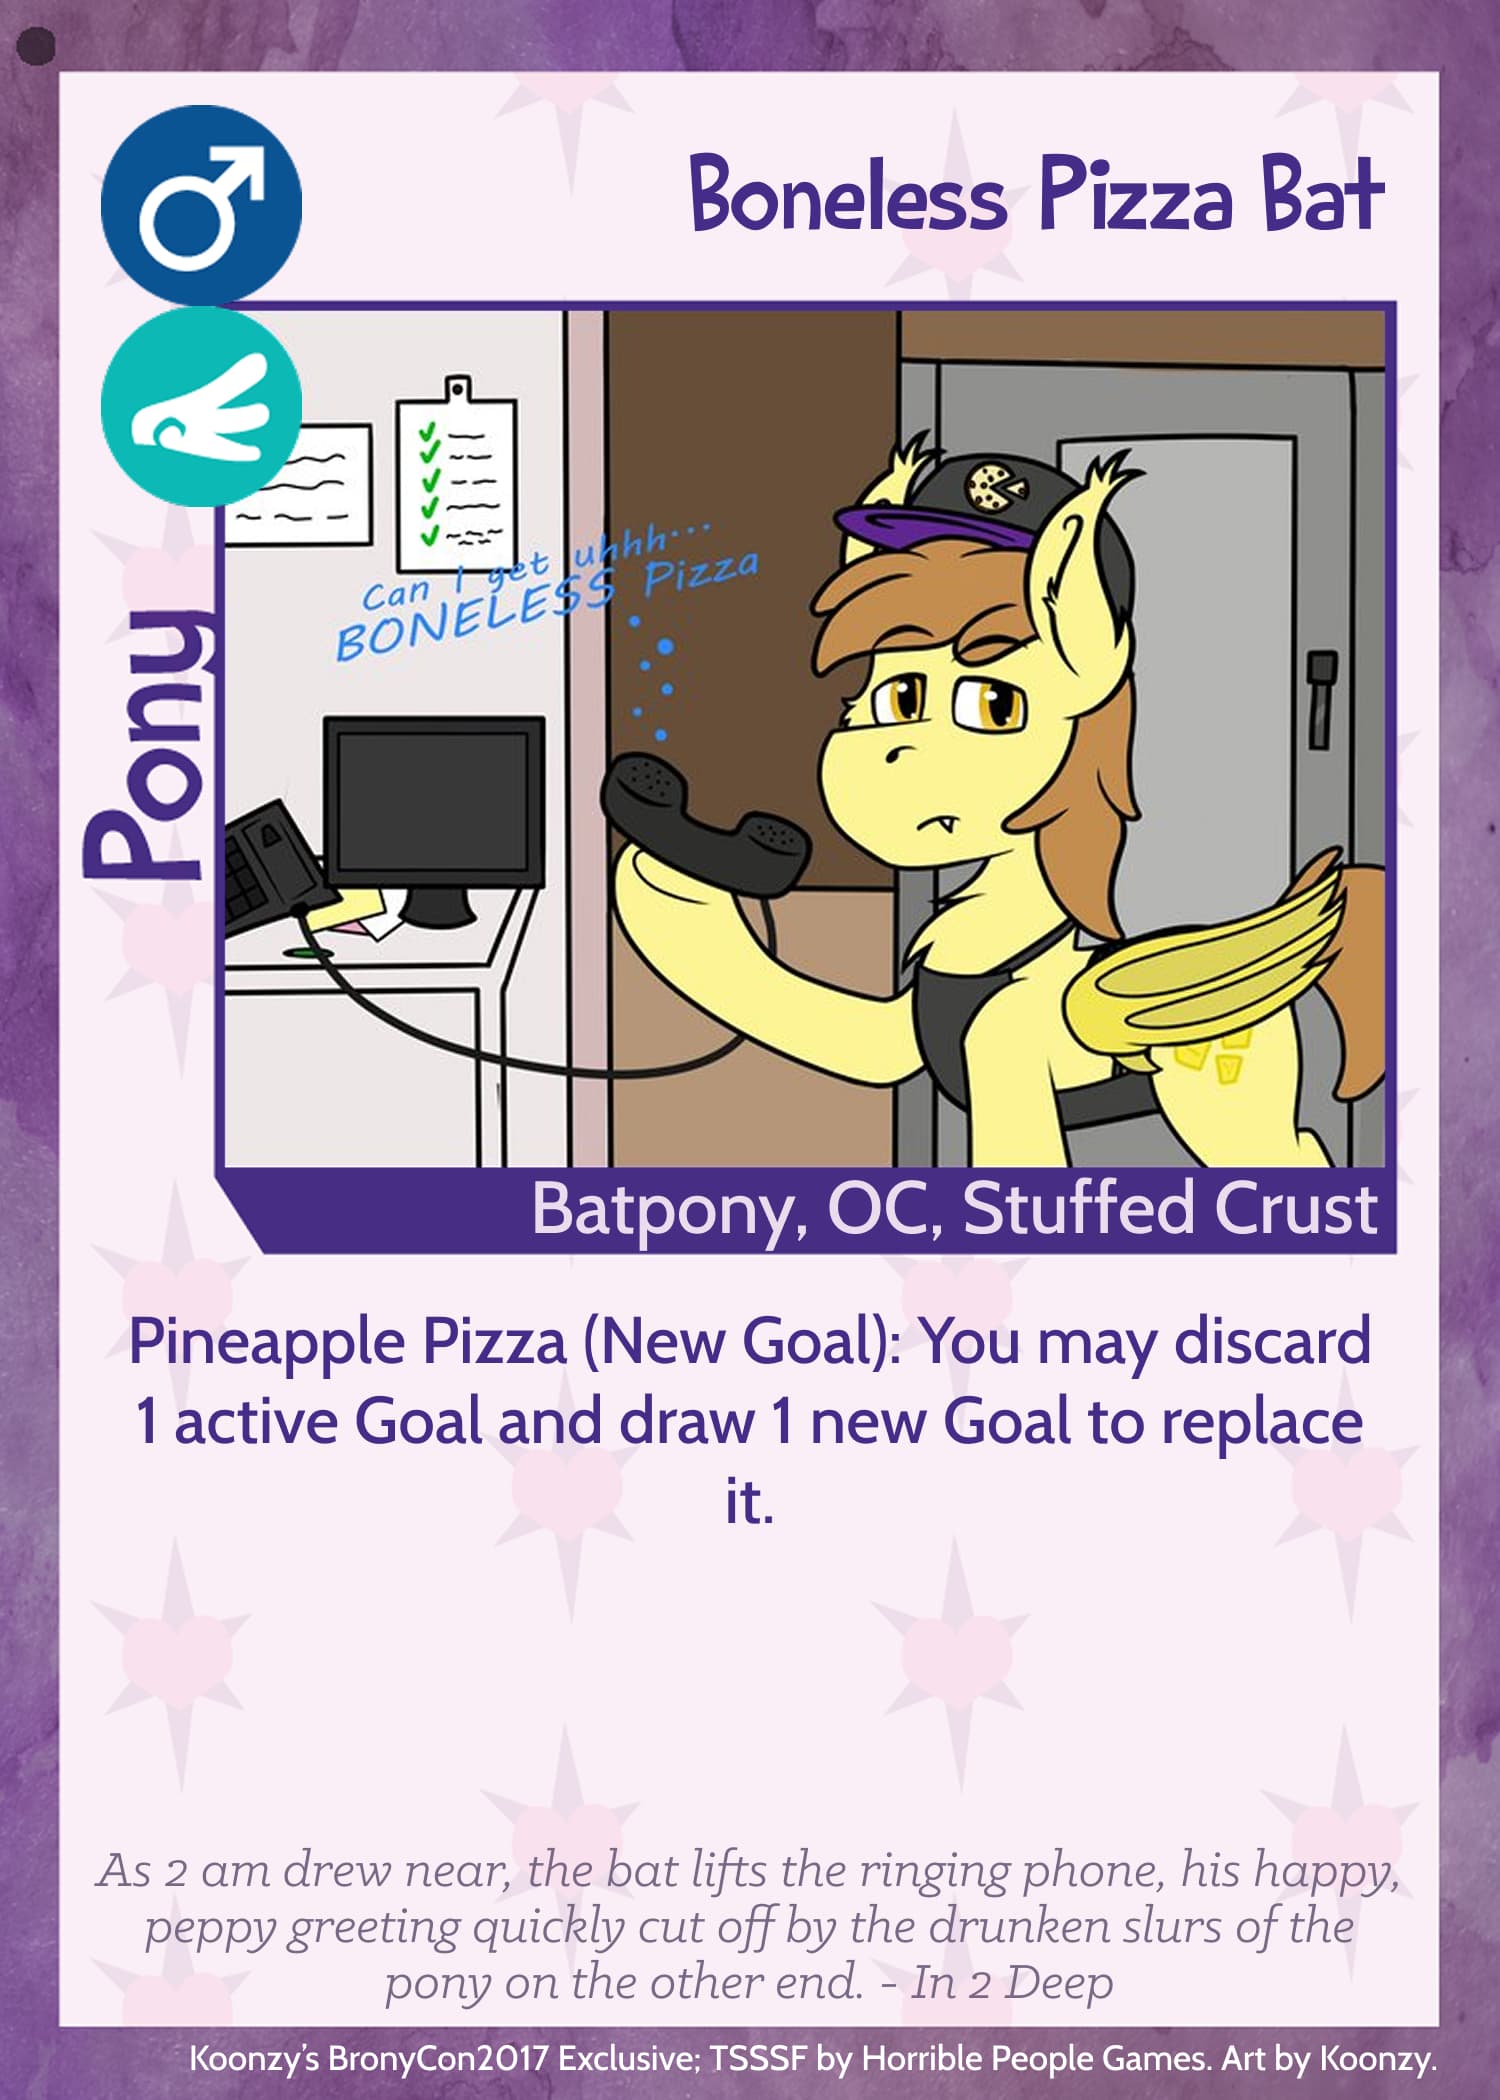 Boneless Pizza Bat
Pony
Can I get uhhh...
BONELESS Pizza
Batpony, OC, Stuffed Crust
Pineapple Pizza (New Goal): You may discard
1 active Goal and draw 1 new Goal to replace
it.
As 2 am drew near, the bat lifts the ringing phone, his happy,
peppy greeting quickly cut off by the drunken slurs of the
pony on the other end. - In 2 Deep
Koonzy's BronyCon2017 Exclusive; TSSSF by Horrible People Games. Art by Koonzy.